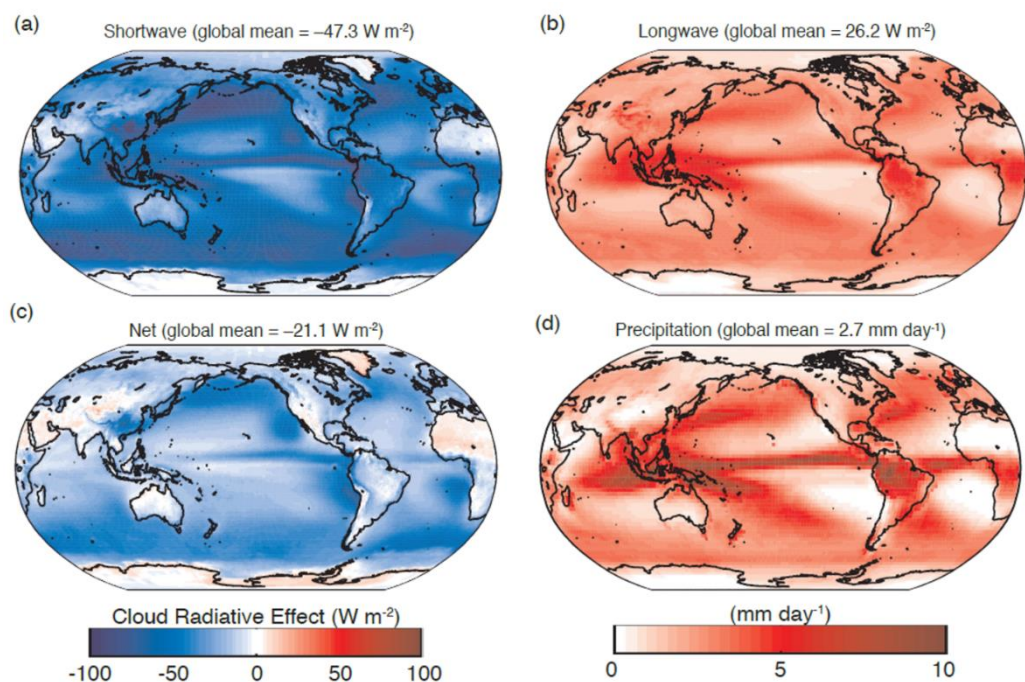 (a)
Shortwave (global mean = –47.3 W m⁻²)
(b)
Longwave (global mean = 26.2 W m⁻²)
(c)
Net (global mean = –21.1 W m⁻²)
(d)
Precipitation (global mean = 2.7 mm day⁻¹)
Cloud Radiative Effect (W m⁻²)
-100 -50 0 50 100
(mm day⁻¹)
0 5 10